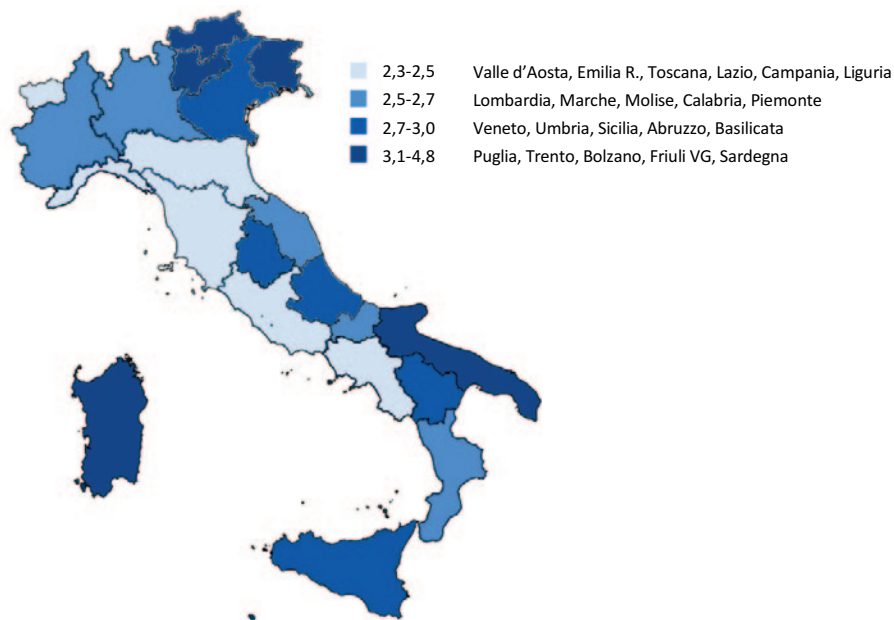 2,3-2,5 Valle d’Aosta, Emilia R., Toscana, Lazio, Campania, Liguria
2,5-2,7 Lombardia, Marche, Molise, Calabria, Piemonte
2,7-3,0 Veneto, Umbria, Sicilia, Abruzzo, Basilicata
3,1-4,8 Puglia, Trento, Bolzano, Friuli VG, Sardegna